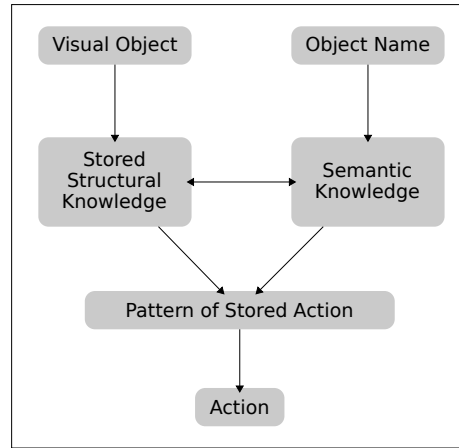 Visual Object
Object Name
Stored
Structural
Knowledge
Semantic
Knowledge
Pattern of Stored Action
Action